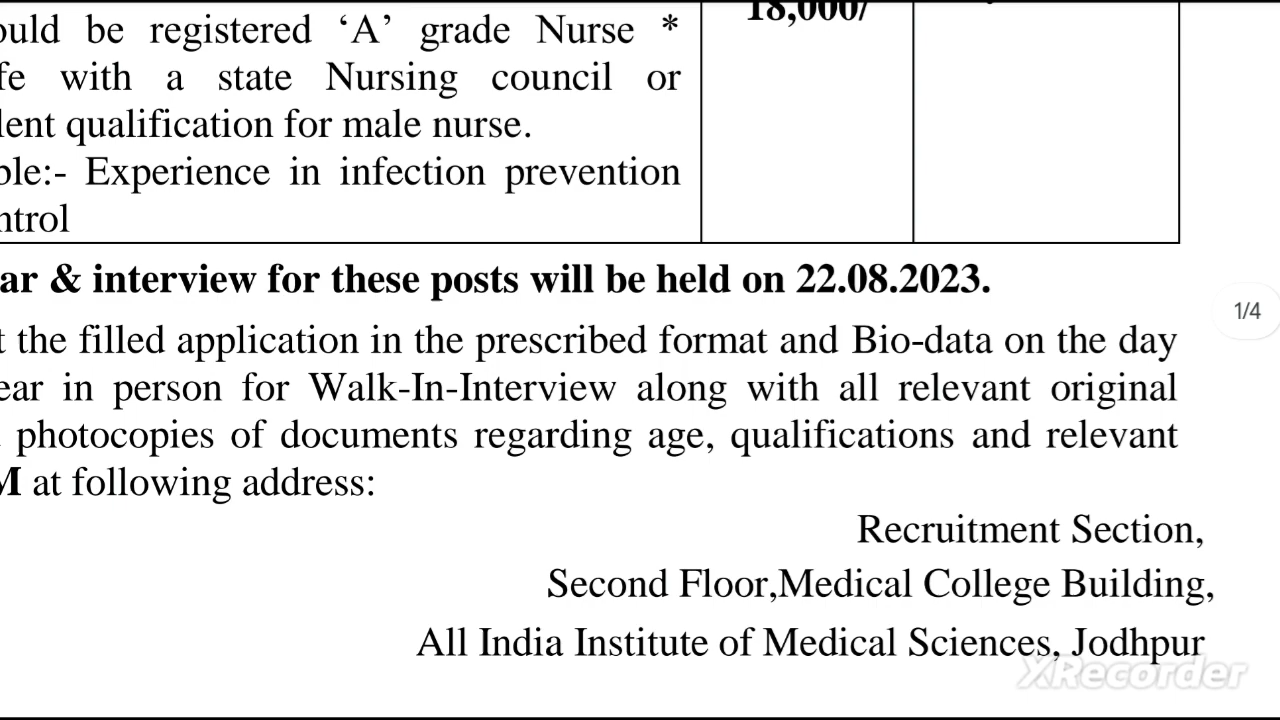 18,000/
ould be registered ‘A’ grade Nurse *
fe with a state Nursing council or
lent qualification for male nurse.
ble:- Experience in infection prevention
ntrol
ar & interview for these posts will be held on 22.08.2023.
1/4
t the filled application in the prescribed format and Bio-data on the day
ear in person for Walk-In-Interview along with all relevant original
photocopies of documents regarding age, qualifications and relevant
M at following address:
Recruitment Section,
Second Floor,Medical College Building,
All India Institute of Medical Sciences, Jodhpur
XRecorder